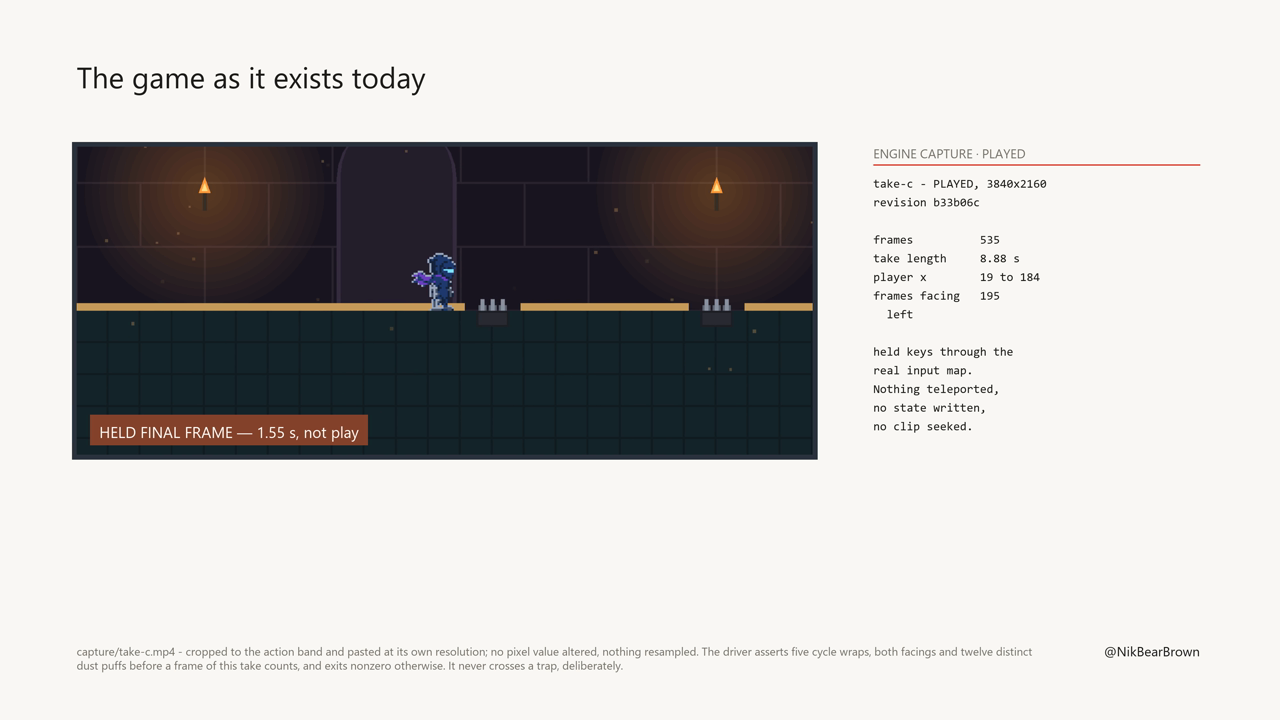 The game as it exists today
ENGINE CAPTURE · PLAYED
take-c - PLAYED, 3840x2160
revision b33b06c
frames 535
take length 8.88 s
player x 19 to 184
frames facing 195
left
held keys through the
real input map.
Nothing teleported,
no state written,
no clip seeked.
HELD FINAL FRAME — 1.55 s, not play
capture/take-c.mp4 - cropped to the action band and pasted at its own resolution; no pixel value altered, nothing resampled. The driver asserts five cycle wraps, both facings and twelve distinct
dust puffs before a frame of this take counts, and exits nonzero otherwise. It never crosses a trap, deliberately.
@NikBearBrown